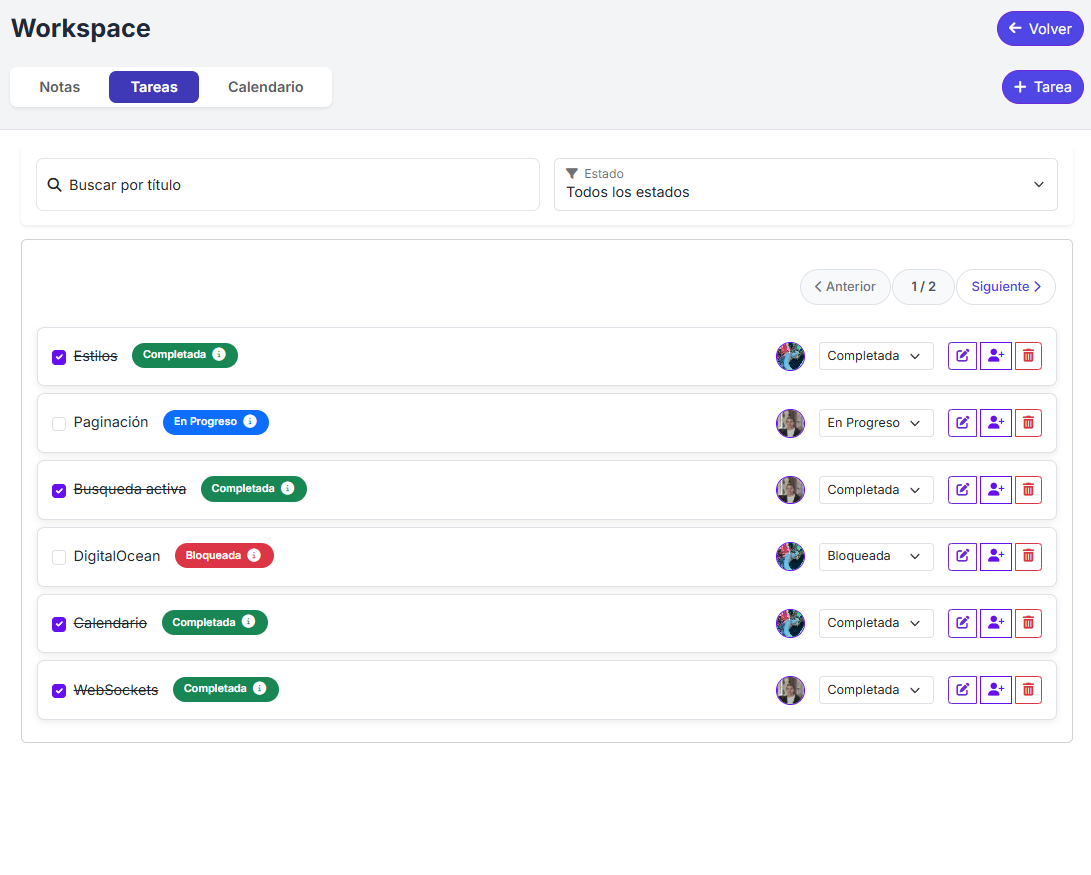 Workspace
Volver
Notas
Tareas
Calendario
Tarea
Buscar por título
Estado
Todos los estados
Anterior
1 / 2
Siguiente
Estilos Completada Completada
Paginación En Progreso En Progreso
Busqueda activa Completada Completada
DigitalOcean Bloqueada Bloqueada
Calendario Completada Completada
WebSockets Completada Completada